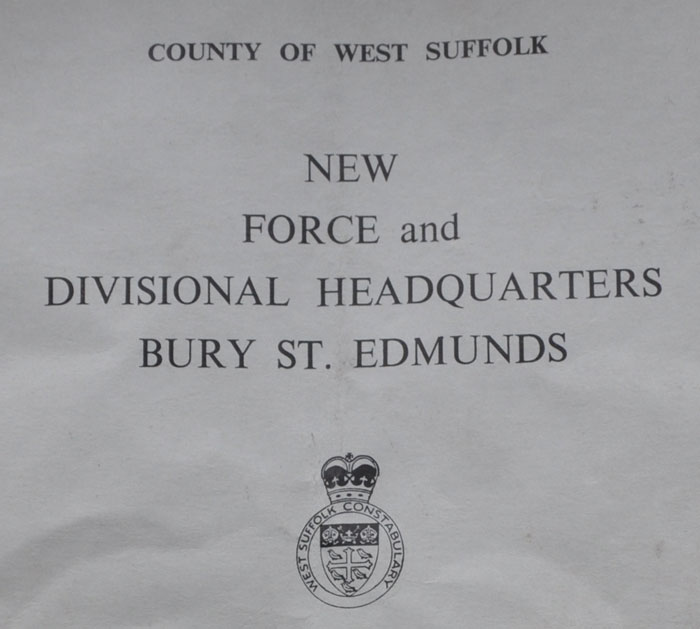 COUNTY OF WEST SUFFOLK
NEW
FORCE and
DIVISIONAL HEADQUARTERS
BURY ST. EDMUNDS
WEST SUFFOLK CONSTABULARY